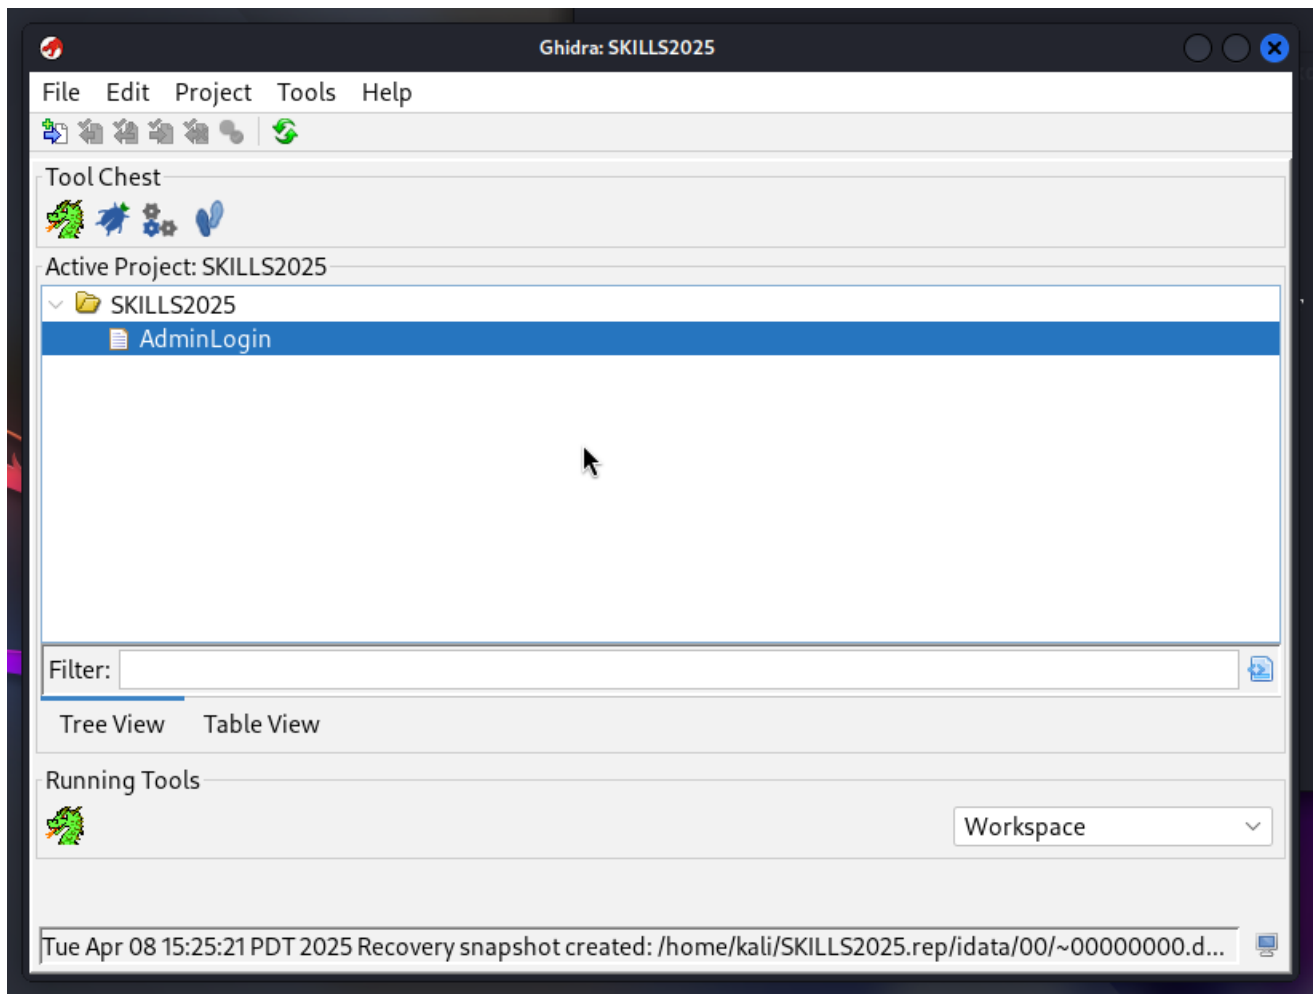 Ghidra: SKILLS2025
File Edit Project Tools Help
Tool Chest
Active Project: SKILLS2025
SKILLS2025
AdminLogin
Filter:
Tree View Table View
Running Tools
Workspace
Tue Apr 08 15:25:21 PDT 2025 Recovery snapshot created: /home/kali/SKILLS2025.rep/idata/00/~00000000.d...